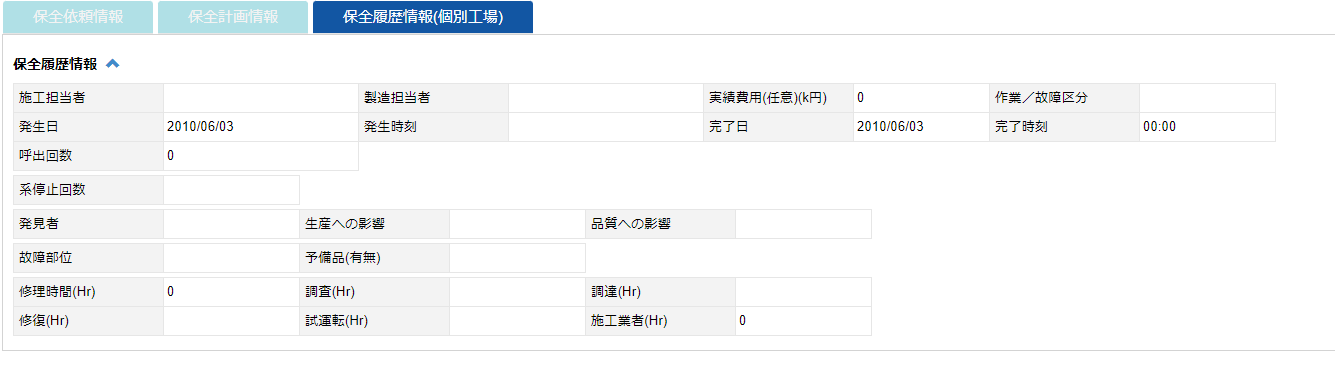 保全依頼情報 保全計画情報 保全履歴情報(個別工場)
保全履歴情報
施工担当者 製造担当者 実績費用(任意)(k円) 0 作業／故障区分
発生日 2010/06/03 発生時刻 完了日 2010/06/03 完了時刻 00:00
呼出回数 0
系停止回数
発見者 生産への影響 品質への影響
故障部位 予備品(有無)
修理時間(Hr) 0 調査(Hr) 調達(Hr)
修復(Hr) 試運転(Hr) 施工業者(Hr) 0